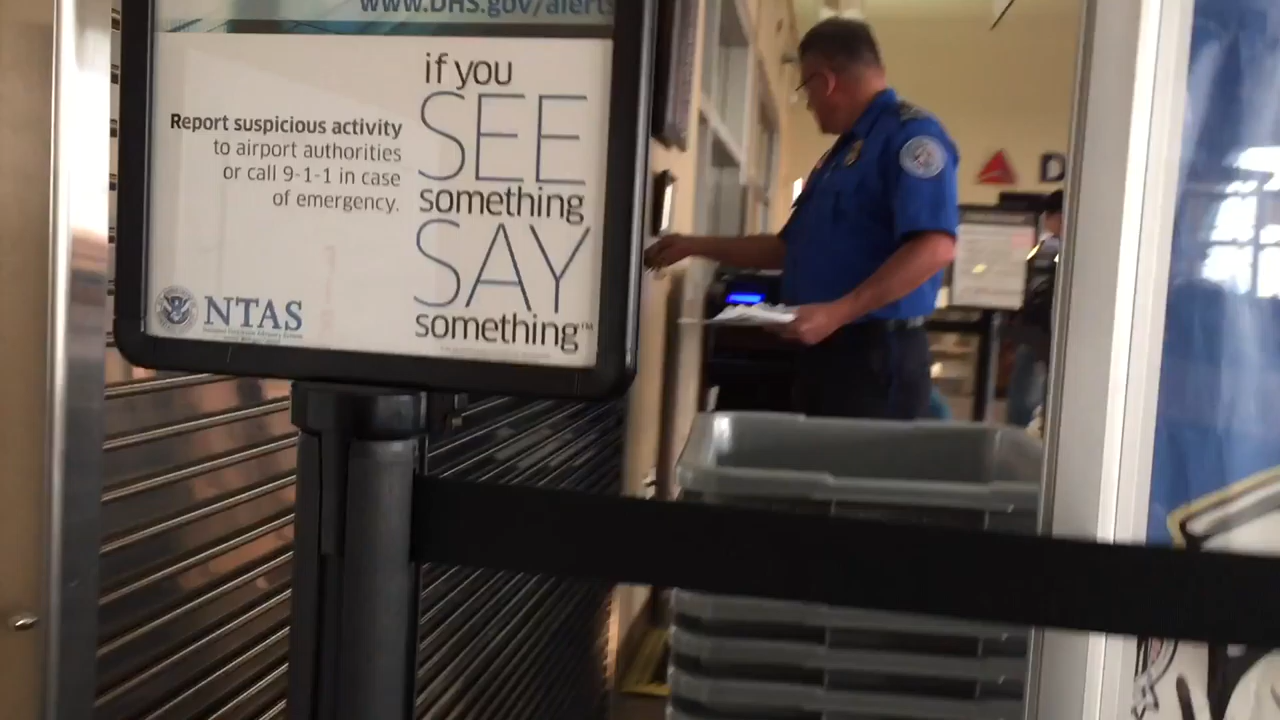 www.DHS.gov/alerts
if you
SEE
something
SAY
something™
Report suspicious activity
to airport authorities
or call 9-1-1 in case
of emergency.
NTAS
D